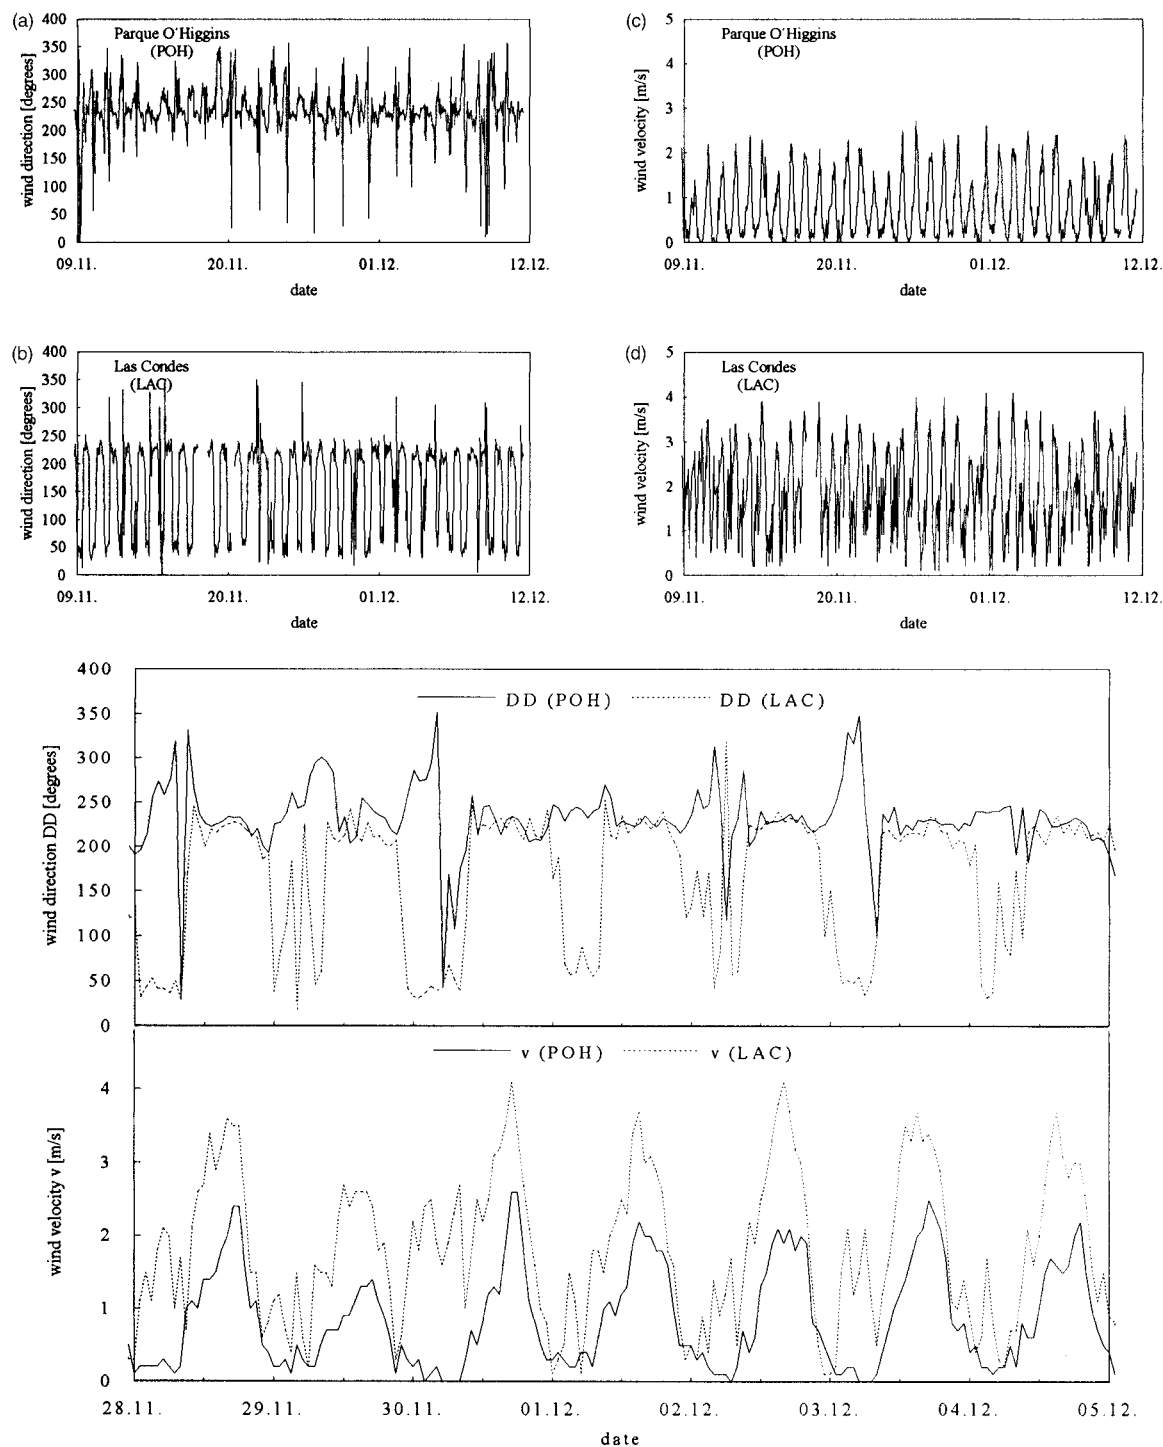 (a)
400
350
300
250
200
150
100
50
0
wind direction [degrees]
Parque O´Higgins
(POH)
09.11.
20.11.
01.12.
12.12.
date
(c)
5
4
3
2
1
0
wind velocity [m/s]
Parque O´Higgins
(POH)
09.11.
20.11.
01.12.
12.12.
date
(b)
400
350
300
250
200
150
100
50
0
wind direction [degrees]
Las Condes
(LAC)
09.11.
20.11.
01.12.
12.12.
date
(d)
5
4
3
2
1
0
wind velocity [m/s]
Las Condes
(LAC)
09.11.
20.11.
01.12.
12.12.
date
400
350
300
250
200
150
100
50
0
wind direction DD [degrees]
DD (POH)
DD (LAC)
v (POH)
v (LAC)
4
3
2
1
0
wind velocity v [m/s]
28.11.
29.11.
30.11.
01.12.
02.12.
03.12.
04.12.
05.12.
date